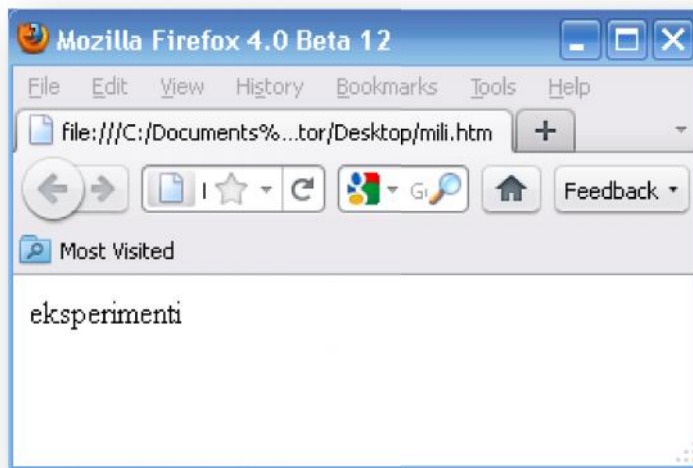 Mozilla Firefox 4.0 Beta 12
File Edit View History Bookmarks Tools Help
file:///C:/Documents%...tor/Desktop/mili.htm
Feedback
Most Visited
eksperimenti